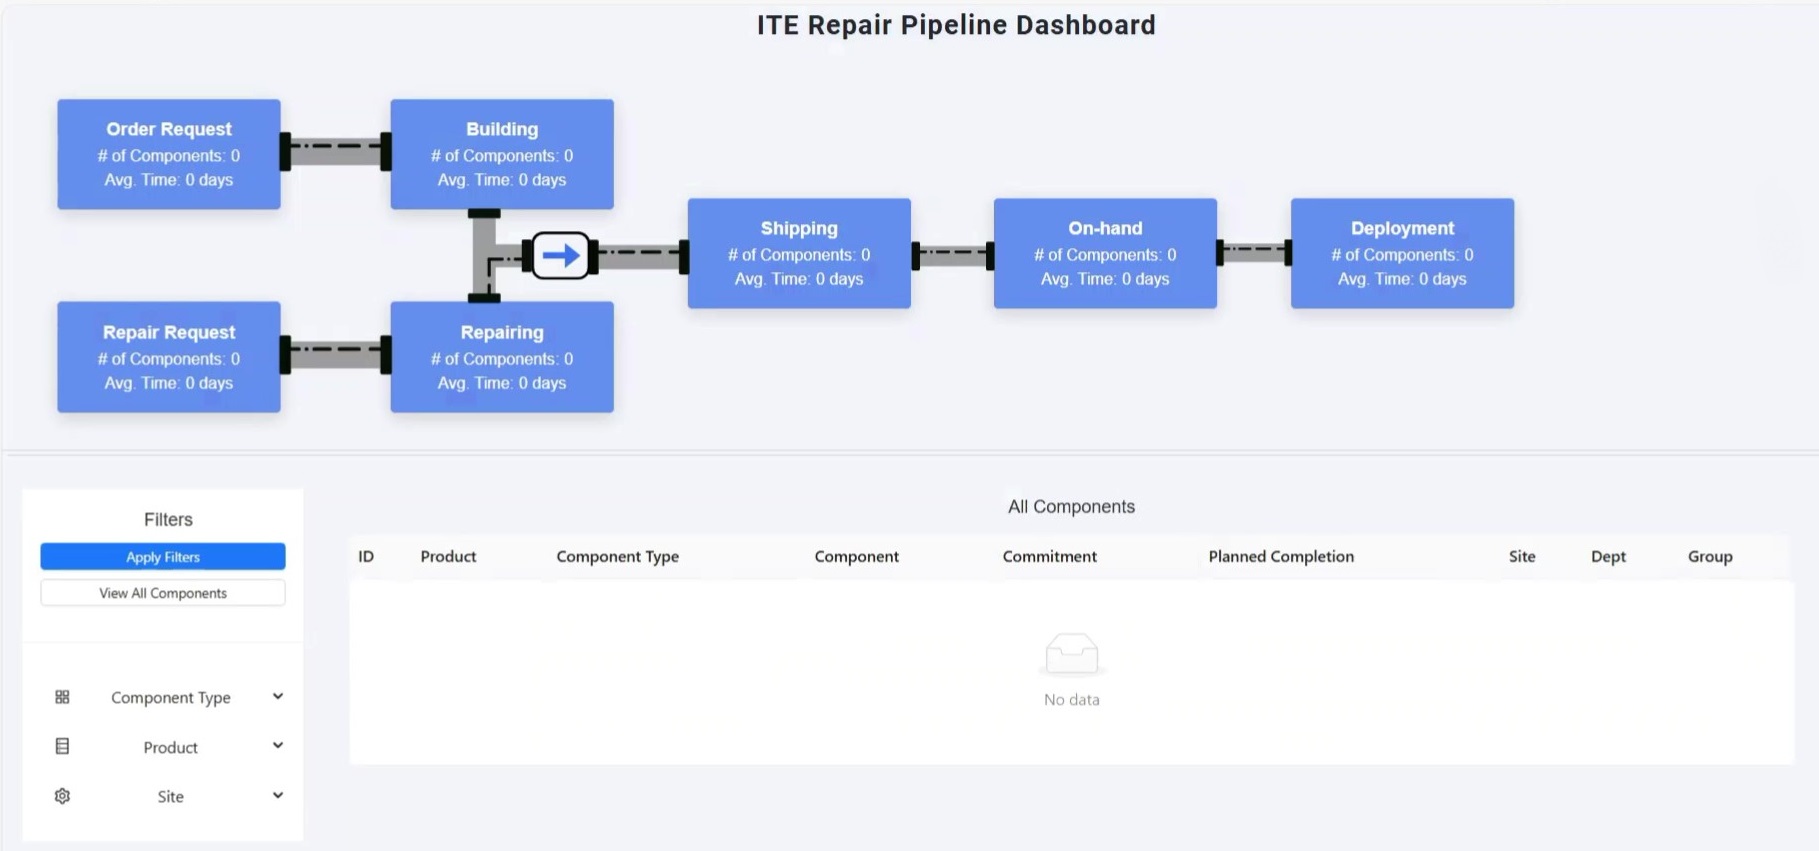 ITE Repair Pipeline Dashboard
Order Request
# of Components: 0
Avg. Time: 0 days
Building
# of Components: 0
Avg. Time: 0 days
Shipping
# of Components: 0
Avg. Time: 0 days
On-hand
# of Components: 0
Avg. Time: 0 days
Deployment
# of Components: 0
Avg. Time: 0 days
Repair Request
# of Components: 0
Avg. Time: 0 days
Repairing
# of Components: 0
Avg. Time: 0 days
Filters
Apply Filters
View All Components
Component Type
Product
Site
All Components
ID Product Component Type Component Commitment Planned Completion Site Dept Group
No data